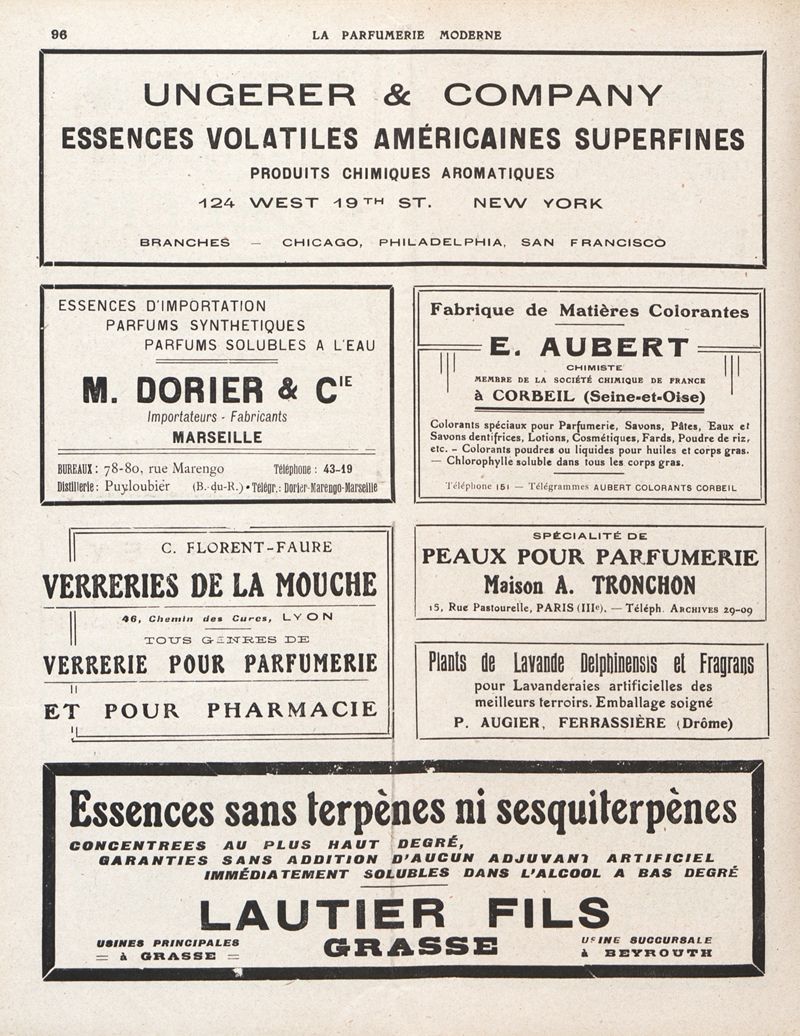 96
LA PARFUMERIE MODERNE
UNGERER & COMPANY
ESSENCES VOLATILES AMÉRICAINES SUPERFINES
PRODUITS CHIMIQUES AROMATIQUES
124 WEST 19TH ST. NEW YORK
BRANCHES — CHICAGO, PHILADELPHIA, SAN FRANCISCO
ESSENCES D'IMPORTATION
PARFUMS SYNTHETIQUES
PARFUMS SOLUBLES A L'EAU
M. DORIER & CIE
Importateurs - Fabricants
MARSEILLE
BUREAUX : 78-80, rue Marengo Téléphone : 43-19
Distillerie : Puyloubier (B.-du-R.) • Télégr.: Dorier-Marengo-Marseille
Fabrique de Matières Colorantes
E. AUBERT
CHIMISTE
MEMBRE DE LA SOCIÉTÉ CHIMIQUE DE FRANCE
à CORBEIL (Seine-et-Oise)
Colorants spéciaux pour Parfumerie, Savons, Pâtes, Eaux et
Savons dentifrices, Lotions, Cosmétiques, Fards, Poudre de riz,
etc. - Colorants poudres ou liquides pour huiles et corps gras.
— Chlorophylle soluble dans tous les corps gras.
Téléphone 151 — Télégrammes AUBERT COLORANTS CORBEIL
C. FLORENT-FAURE
VERRERIES DE LA MOUCHE
46, Chemin des Cures, LYON
TOUS GENRES DE
VERRERIE POUR PARFUMERIE
ET POUR PHARMACIE
SPÉCIALITÉ DE
PEAUX POUR PARFUMERIE
Maison A. TRONCHON
15, Rue Pastourelle, PARIS (IIIe). — Téléph. ARCHIVES 29-09
Plants de Lavande Delphinensis et Fragrans
pour Lavanderaies artificielles des
meilleurs terroirs. Emballage soigné
P. AUGIER, FERRASSIÈRE (Drôme)
Essences sans terpènes ni sesquiterpènes
CONCENTREES AU PLUS HAUT DEGRÉ,
GARANTIES SANS ADDITION D'AUCUN ADJUVANT ARTIFICIEL
IMMÉDIATEMENT SOLUBLES DANS L'ALCOOL A BAS DEGRÉ
LAUTIER FILS
GRASSE
USINES PRINCIPALES
= à GRASSE =
USINE SUCCURSALE
à BEYROUTH